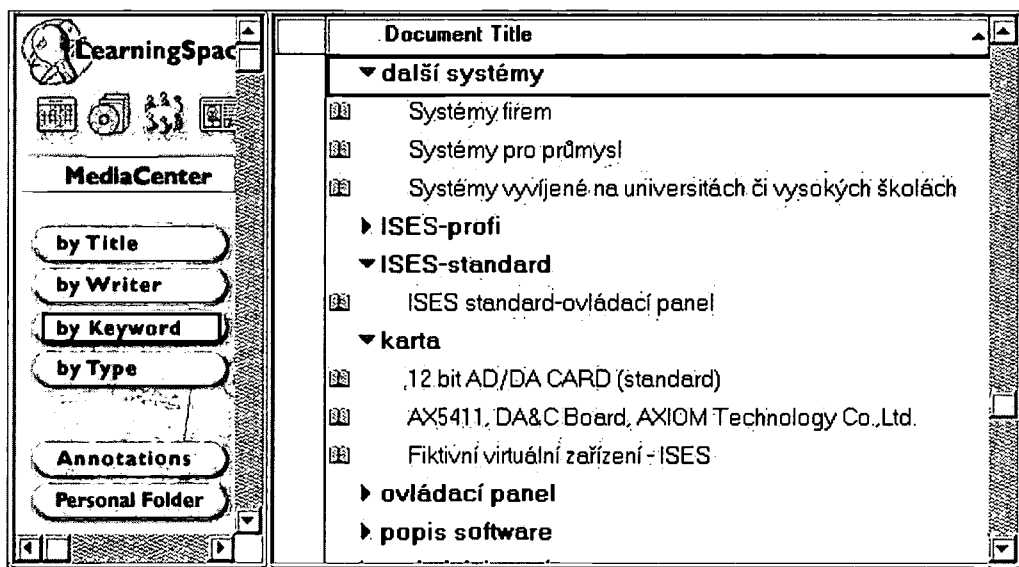 LearningSpac
MediaCenter
by Title
by Writer
by Keyword
by Type
Annotations
Personal Folder
Document Title
další systémy
Systémy firem
Systémy pro průmysl
Systémy vyvíjené na universitách či vysokých školách
ISES-profi
ISES-standard
ISES standard-ovládací panel
karta
12 bit AD/DA CARD (standard)
AX5411, DA&C Board, AXIOM Technology Co.,Ltd.
Fiktivní virtuální zařízení - ISES
ovládací panel
popis software